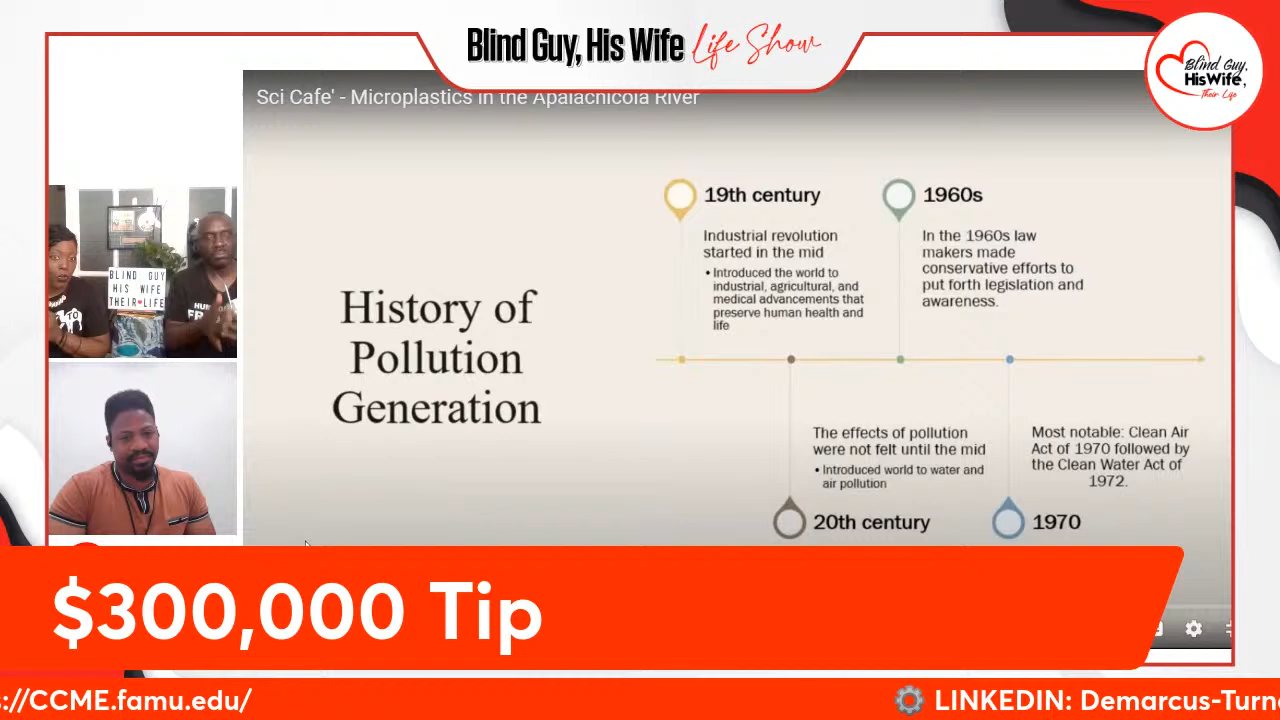 Blind Guy, His Wife Life Show
Blind Guy,
His Wife,
Their Life
Sci Cafe' - Microplastics in the Apalachicola River
BLIND GUY
HIS WIFE
THEIR♥LIFE
History of
Pollution
Generation
19th century
Industrial revolution
started in the mid
• Introduced the world to
industrial, agricultural, and
medical advancements that
preserve human health and
life
1960s
In the 1960s law
makers made
conservative efforts to
put forth legislation and
awareness.
The effects of pollution
were not felt until the mid
• Introduced world to water and
air pollution
20th century
Most notable: Clean Air
Act of 1970 followed by
the Clean Water Act of
1972.
1970
$300,000 Tip
s://CCME.famu.edu/
LINKEDIN: Demarcus-Turne